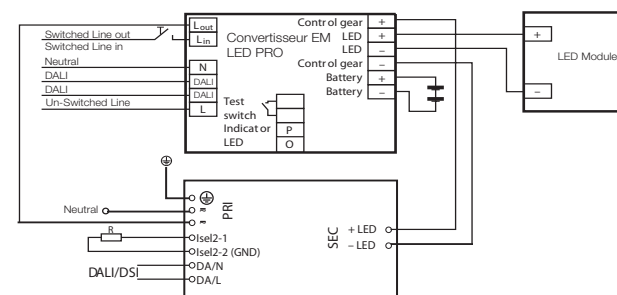 Switched Line out
Switched Line in
Neutral
DALI
DALI
Un-Switched Line
Lout
Lin
N
DALI
DALI
L
Convertisseur EM
LED PRO
Test
switch
Indicator
LED
P
O
Control gear +
LED +
LED –
Control gear –
Battery +
Battery –
+
–
LED Module
Neutral
R
DALI/DSI
PRI
Isel2-1
Isel2-2 (GND)
DA/N
DA/L
SEC
+ LED
– LED